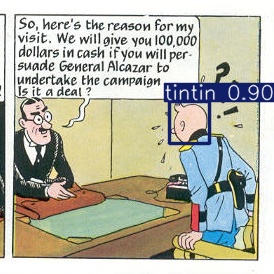 So, here's the reason for my
visit. We will give you 100,000
dollars in cash if you will per-
suade General Alcazar to
undertake the campaign
Is it a deal ?
tintin 0.90
?